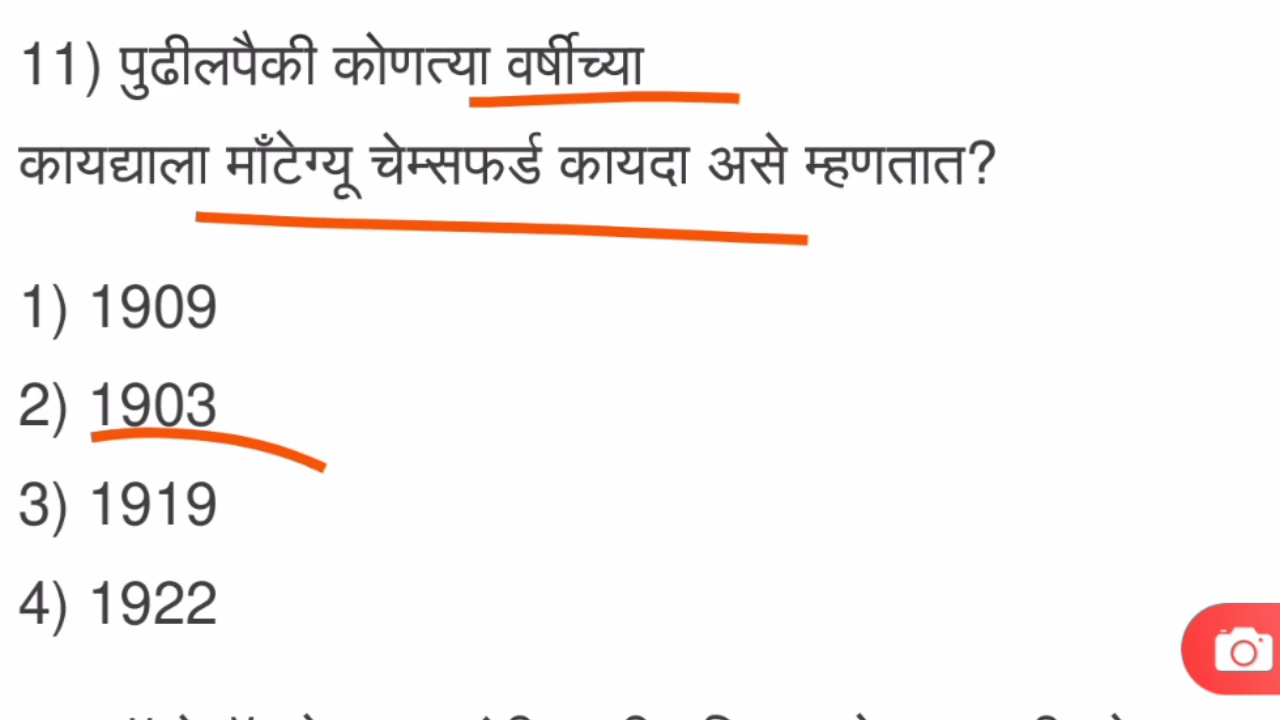 11) पुढीलपैकी कोणत्या वर्षीच्या
कायद्याला माँटेग्यू चेम्सफर्ड कायदा असे म्हणतात?
1) 1909
2) 1903
3) 1919
4) 1922